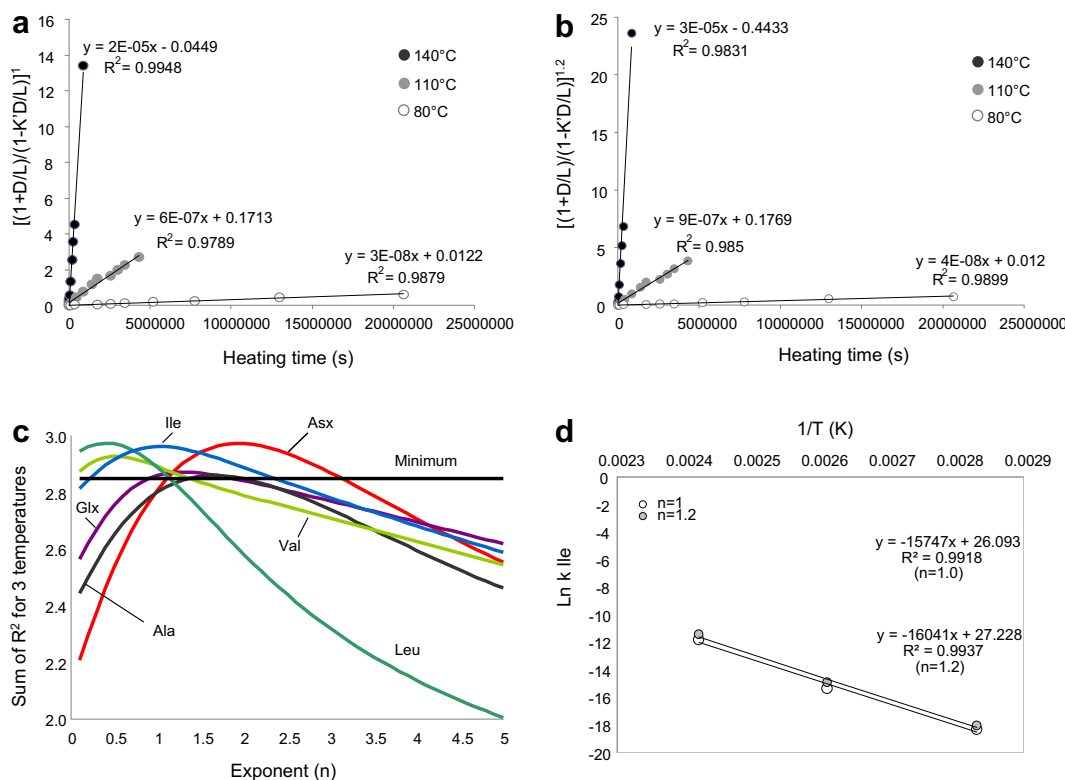 a
[(1+D/L)/(1-K'D/L)]¹
16
14
12
10
8
6
4
2
0
y = 2E-05x - 0.0449
R² = 0.9948
140°C
110°C
80°C
y = 6E-07x + 0.1713
R² = 0.9789
y = 3E-08x + 0.0122
R² = 0.9879
0 5000000 10000000 15000000 20000000 25000000
Heating time (s)
b
[(1+D/L)/(1-K'D/L)]¹·²
25
20
15
10
5
0
y = 3E-05x - 0.4433
R² = 0.9831
140°C
110°C
80°C
y = 9E-07x + 0.1769
R² = 0.985
y = 4E-08x + 0.012
R² = 0.9899
0 5000000 10000000 15000000 20000000 25000000
Heating time (s)
c
Sum of R² for 3 temperatures
3.0
2.8
2.6
2.4
2.2
2.0
Ile
Asx
Minimum
Glx
Val
Ala
Leu
0 0.5 1 1.5 2 2.5 3 3.5 4 4.5 5
Exponent (n)
d
1/T (K)
0.0023 0.0024 0.0025 0.0026 0.0027 0.0028 0.0029
Ln k Ile
0
-2
-4
-6
-8
-10
-12
-14
-16
-18
-20
n=1
n=1.2
y = -15747x + 26.093
R² = 0.9918
(n=1.0)
y = -16041x + 27.228
R² = 0.9937
(n=1.2)